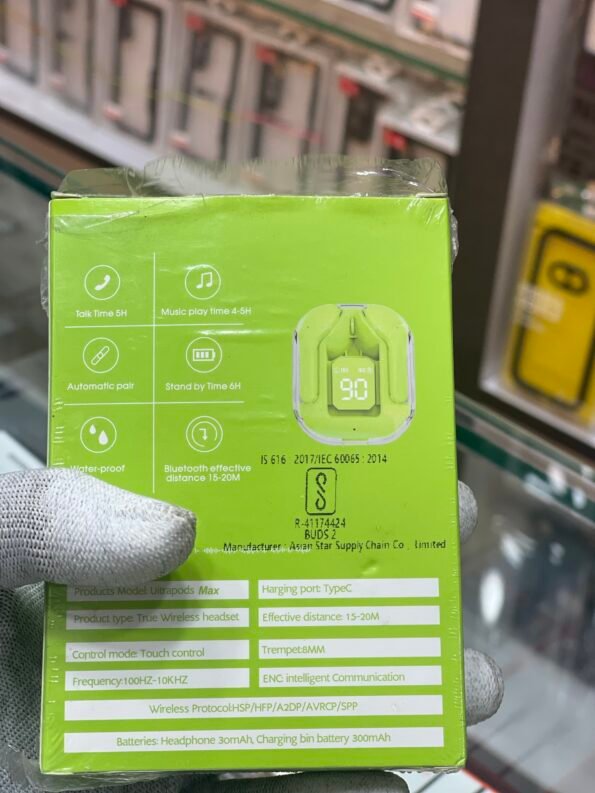 Talk Time 5H
Music play time 4-5H
Automatic pair
Stand by Time 6H
Water-proof
Bluetooth effective
distance 15-20M
90
IS 616 : 2017/IEC 60065 : 2014
R-41174424
BUDS 2
Manufacturer : Asian Star Supply Chain Co., Limited
Products Model: Ultrapods Max
Harging port: TypeC
Product type: True Wireless headset
Effective distance: 15-20M
Control mode: Touch control
Trempet:8MM
Frequency:100HZ-10KHZ
ENC intelligent Communication
Wireless Protocol:HSP/HFP/A2DP/AVRCP/SPP
Batteries: Headphone 30mAh, Charging bin battery 300mAh